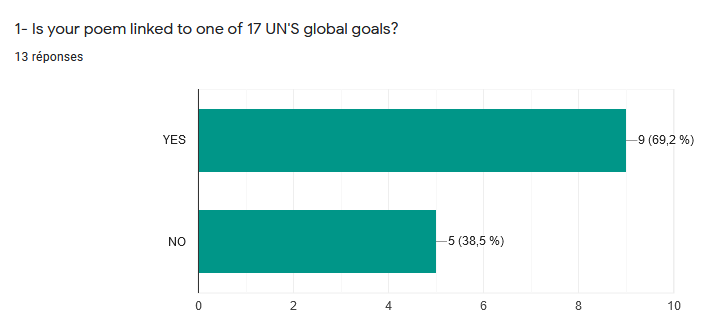 1- Is your poem linked to one of 17 UN'S global goals?
13 réponses
YES
9 (69,2 %)
NO
5 (38,5 %)
0 2 4 6 8 10